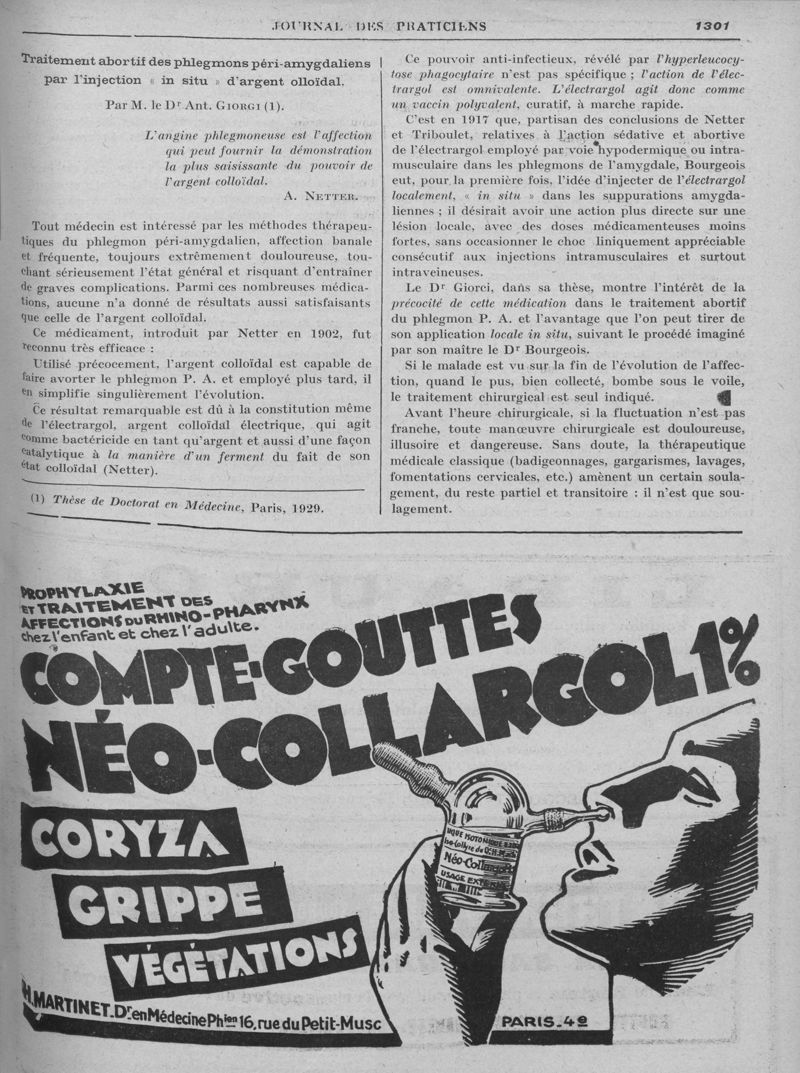 JOURNAL DES PRATICIENS
1301
Traitement abortif des phlegmons péri-amygdaliens
par l'injection « in situ » d'argent olloïdal.
Par M. le Dr Ant. GIORGI (1).
L'angine phlegmoneuse est l'affection
qui peut fournir la démonstration
la plus saisissante du pouvoir de
l'argent colloïdal.
A. NETTER.
Tout médecin est intéressé par les méthodes thérapeu-
tiques du phlegmon péri-amygdalien, affection banale
et fréquente, toujours extrêmement douloureuse, tou-
chant sérieusement l'état général et risquant d'entraîner
de graves complications. Parmi ces nombreuses médica-
tions, aucune n'a donné de résultats aussi satisfaisants
que celle de l'argent colloïdal.
Ce médicament, introduit par Netter en 1902, fut
reconnu très efficace :
Utilisé précocement, l'argent colloïdal est capable de
faire avorter le phlegmon P. A. et employé plus tard, il
en simplifie singulièrement l'évolution.
Ce résultat remarquable est dû à la constitution même
de l'électrargol, argent colloïdal électrique, qui agit
comme bactéricide en tant qu'argent et aussi d'une façon
catalytique à la manière d'un ferment du fait de son
état colloïdal (Netter).
(1) Thèse de Doctorat en Médecine, Paris, 1929.
Ce pouvoir anti-infectieux, révélé par l'hyperleucocy-
tose phagocytaire n'est pas spécifique ; l'action de l'élec-
trargol est omnivalente. L'électrargol agit donc comme
un vaccin polyvalent, curatif, à marche rapide.
C'est en 1917 que, partisan des conclusions de Netter
et Triboulet, relatives à l'action sédative et abortive
de l'électrargol employé par voie hypodermique ou intra-
musculaire dans les phlegmons de l'amygdale, Bourgeois
eut, pour la première fois, l'idée d'injecter de l'électrargol
localement, « in situ » dans les suppurations amygda-
liennes ; il désirait avoir une action plus directe sur une
lésion locale, avec des doses médicamenteuses moins
fortes, sans occasionner le choc liniquement appréciable
consécutif aux injections intramusculaires et surtout
intraveineuses.
Le Dr Giorci, dans sa thèse, montre l'intérêt de la
précocité de cette médication dans le traitement abortif
du phlegmon P. A. et l'avantage que l'on peut tirer de
son application locale in situ, suivant le procédé imaginé
par son maître le Dr Bourgeois.
Si le malade est vu sur la fin de l'évolution de l'affec-
tion, quand le pus, bien collecté, bombe sous le voile,
le traitement chirurgical est seul indiqué.
Avant l'heure chirurgicale, si la fluctuation n'est pas
franche, toute manœuvre chirurgicale est douloureuse,
illusoire et dangereuse. Sans doute, la thérapeutique
médicale classique (badigeonnages, gargarismes, lavages,
fomentations cervicales, etc.) amènent un certain soula-
gement, du reste partiel et transitoire : il n'est que sou-
lagement.
PROPHYLAXIE
ET TRAITEMENT DES
AFFECTIONS DU RHINO-PHARYNX
chez l'enfant et chez l'adulte.
COMPTE-GOUTTES
NÉO-COLLARGOL 1%
Néo-Collargol
USAGE EXTERNE
CORYZA
GRIPPE
VÉGÉTATIONS
H. MARTINET. Dr. en Médecine Phien 16, rue du Petit-Musc
PARIS-4e